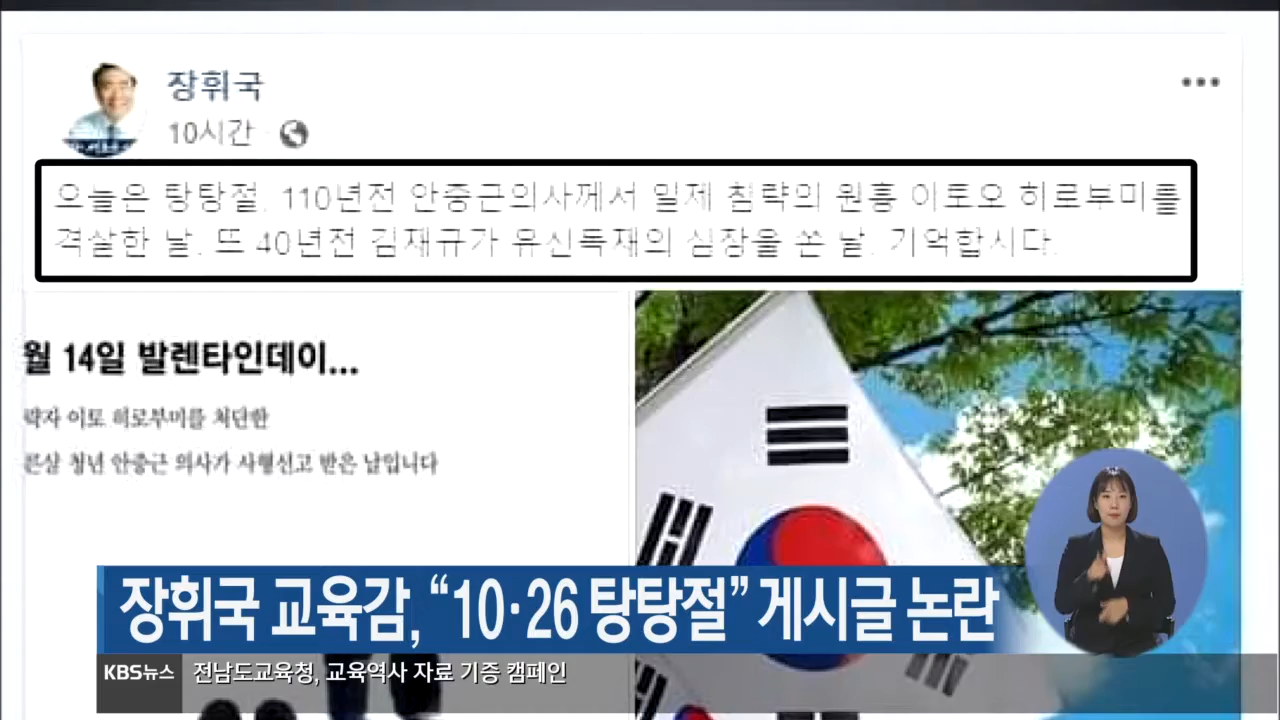 장휘국
10시간
오늘은 탕탕절. 110년전 안중근의사께서 일제 침략의 원흉 이토오 히로부미를
격살한 날. 또 40년전 김재규가 유신독재의 심장을 쏜 날. 기억합시다.
월 14일 발렌타인데이...
략자 이토 히로부미를 처단한
른살 청년 안중근 의사가 사형선고 받은 날입니다
장휘국 교육감, “10·26 탕탕절” 게시글 논란
KBS뉴스 전남도교육청, 교육역사 자료 기증 캠페인